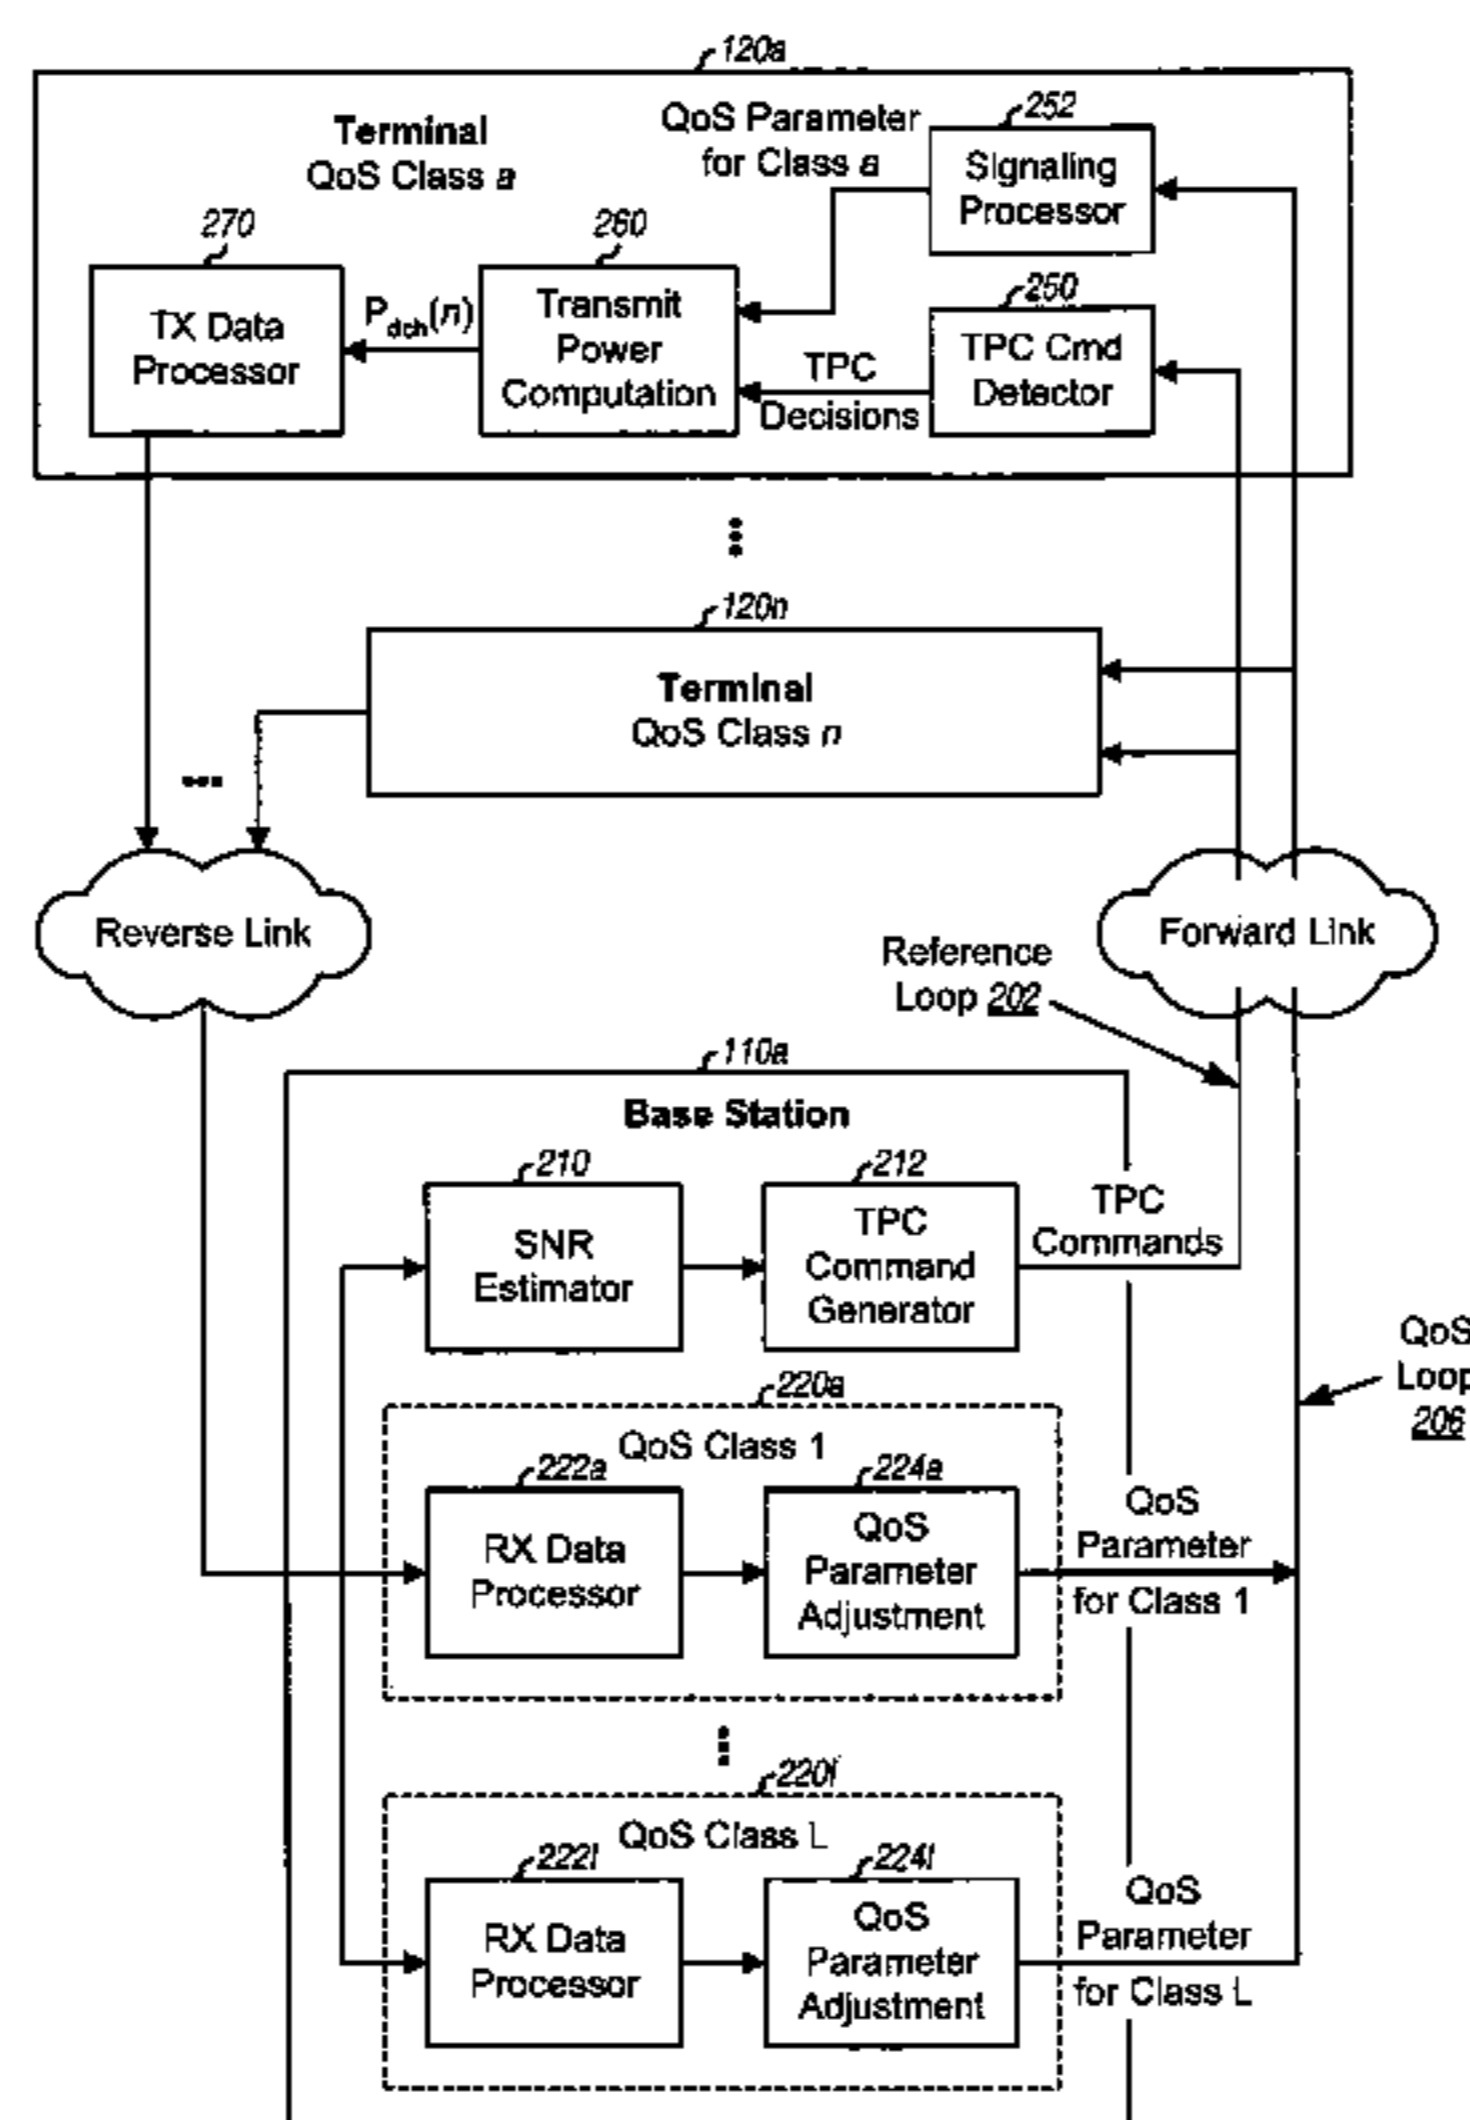 120a
Terminal
QoS Class a
QoS Parameter
for Class a
252
Signaling
Processor
270
TX Data
Processor
P_dch(n)
260
Transmit
Power
Computation
TPC
Decisions
250
TPC Cmd
Detector
120n
Terminal
QoS Class n
Reverse Link
Forward Link
Reference
Loop 202
110a
Base Station
210
SNR
Estimator
212
TPC
Command
Generator
TPC
Commands
QoS
Loop
206
220a
QoS Class 1
222a
RX Data
Processor
224a
QoS
Parameter
Adjustment
QoS
Parameter
for Class 1
220l
QoS Class L
222l
RX Data
Processor
224l
QoS
Parameter
Adjustment
QoS
Parameter
for Class L